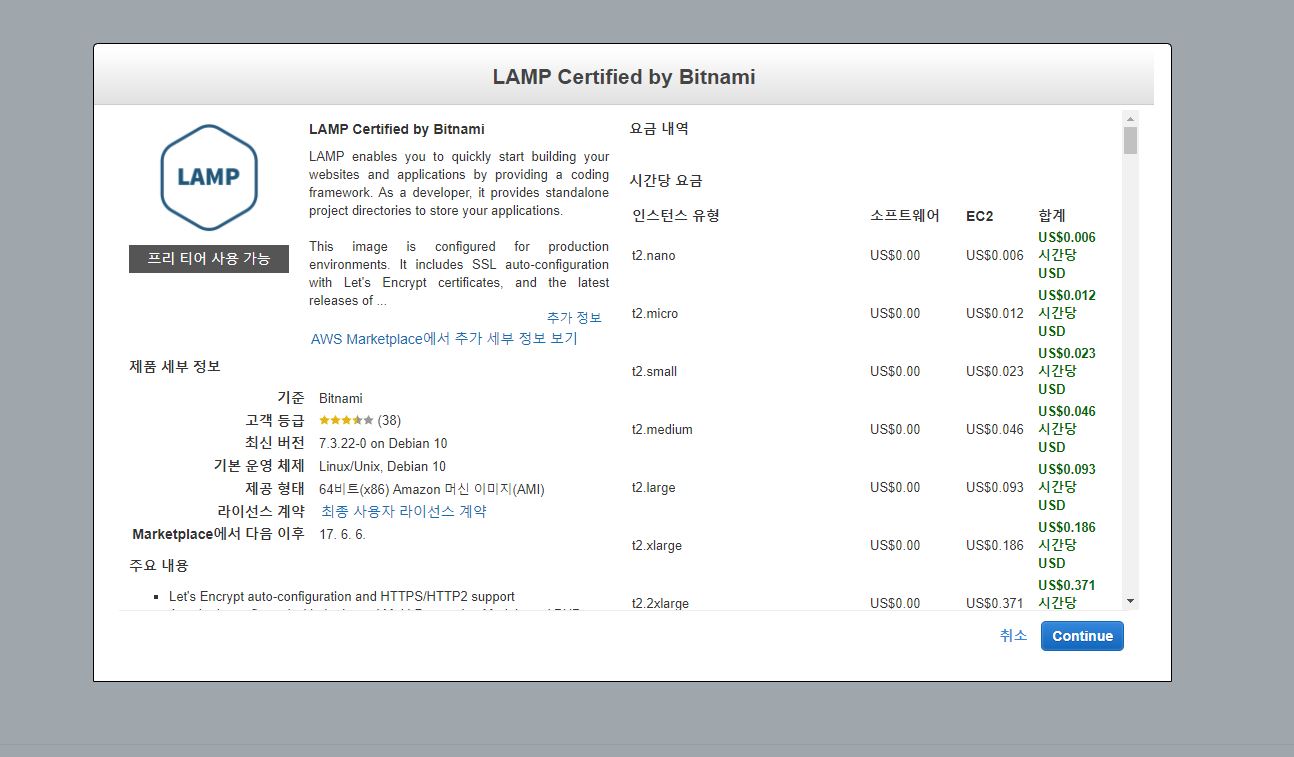 LAMP Certified by Bitnami
LAMP
프리 티어 사용 가능
LAMP Certified by Bitnami
LAMP enables you to quickly start building your
websites and applications by providing a coding
framework. As a developer, it provides standalone
project directories to store your applications.
This image is configured for production
environments. It includes SSL auto-configuration
with Let's Encrypt certificates, and the latest
releases of ...
추가 정보
AWS Marketplace에서 추가 세부 정보 보기
제품 세부 정보
기준 Bitnami
고객 등급 (38)
최신 버전 7.3.22-0 on Debian 10
기본 운영 체제 Linux/Unix, Debian 10
제공 형태 64비트(x86) Amazon 머신 이미지(AMI)
라이선스 계약 최종 사용자 라이선스 계약
Marketplace에서 다음 이후 17. 6. 6.
주요 내용
Let's Encrypt auto-configuration and HTTPS/HTTP2 support
요금 내역
시간당 요금
인스턴스 유형 소프트웨어 EC2 합계
t2.nano US$0.00 US$0.006 US$0.006
시간당
USD
t2.micro US$0.00 US$0.012 US$0.012
시간당
USD
t2.small US$0.00 US$0.023 US$0.023
시간당
USD
t2.medium US$0.00 US$0.046 US$0.046
시간당
USD
t2.large US$0.00 US$0.093 US$0.093
시간당
USD
t2.xlarge US$0.00 US$0.186 US$0.186
시간당
USD
t2.2xlarge US$0.00 US$0.371 US$0.371
시간당
취소 Continue